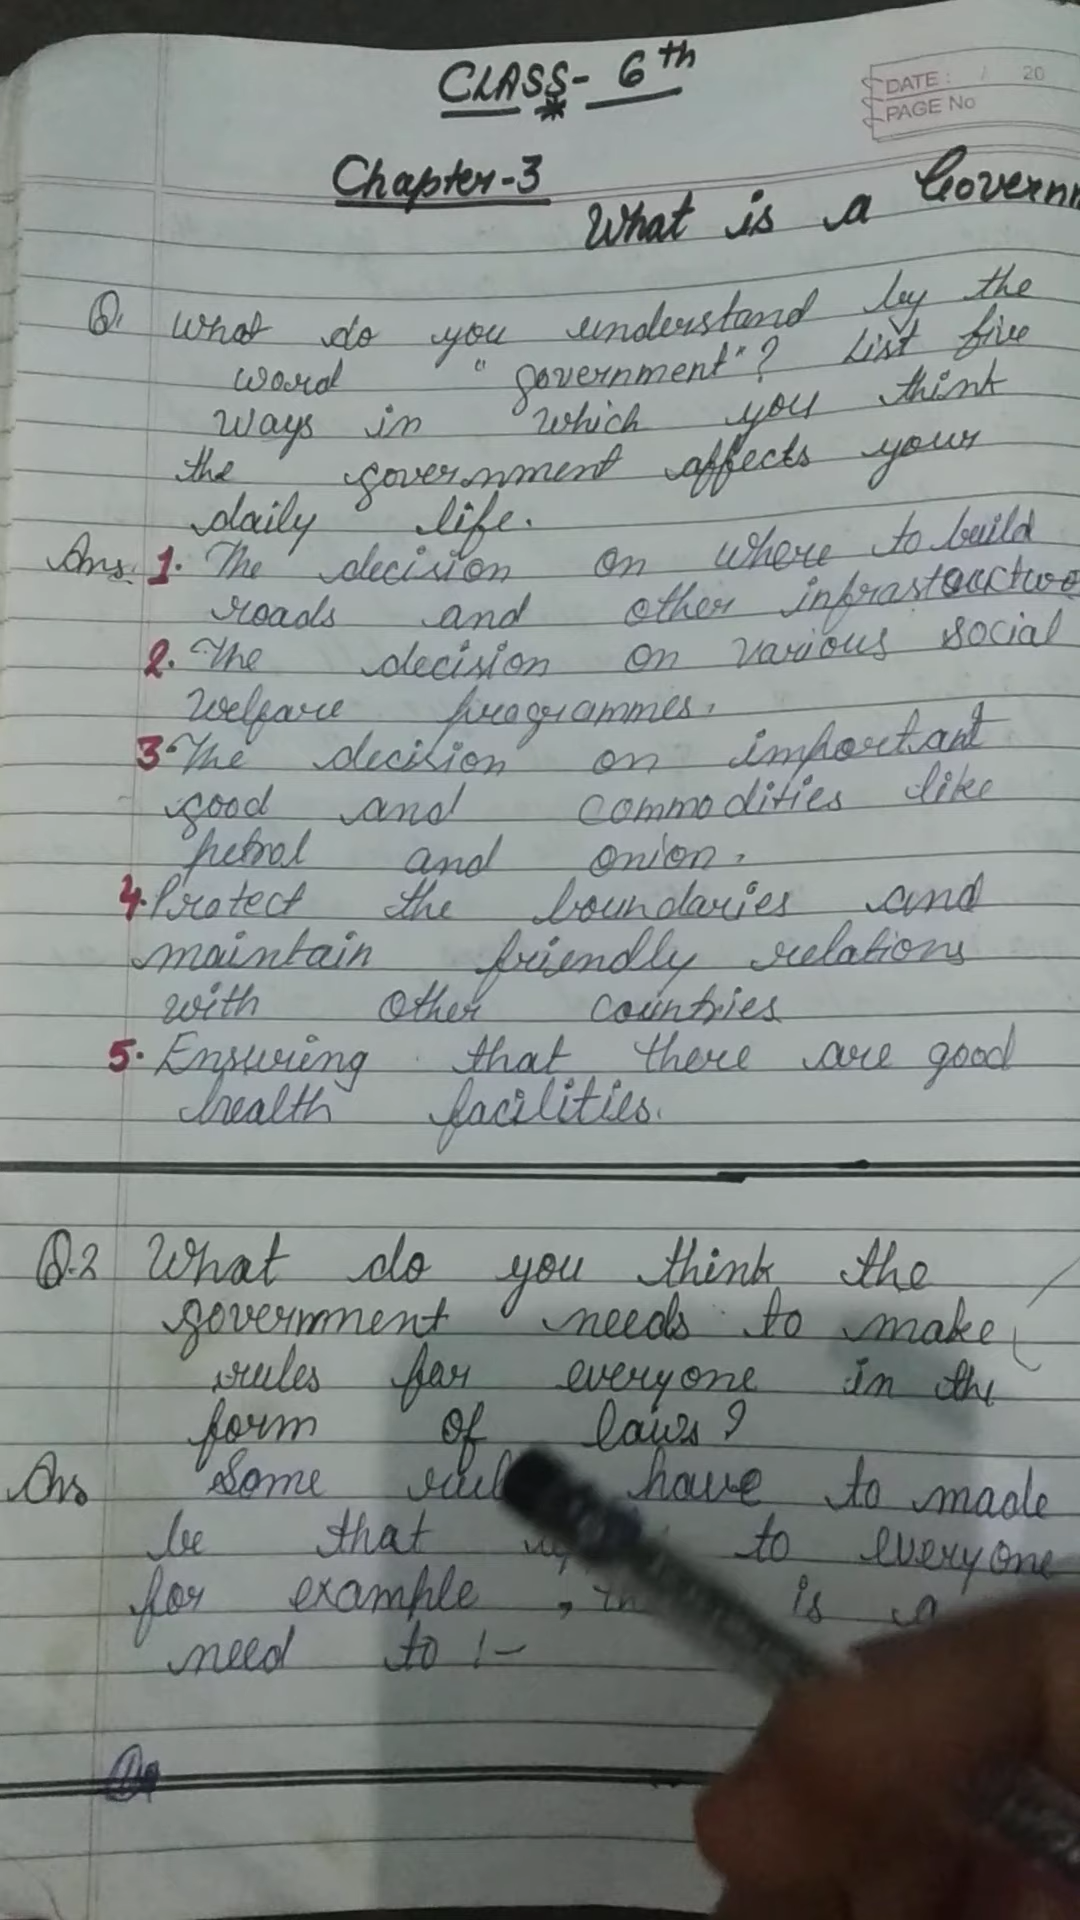 CLASS- 6th
DATE : / 20
PAGE No
Chapter-3
What is a
Q. What do you understand by the
word "government"? List five
ways in which you think
the government affects your
daily life.
Ans. 1. The decision on where to build
roads and other
2. The decision on various social
welfare programmes.
3. The decision on important
good and commodities like
petrol and onion.
4. Protect the boundaries and
maintain friendly relations
with other countries
5. Ensuring that there are good
health facilities.
Q.2 What do you think the
government needs to make
rules for everyone in the
form of laws?
Ans Some have to made
be that to everyone
for example , is a
need to :-